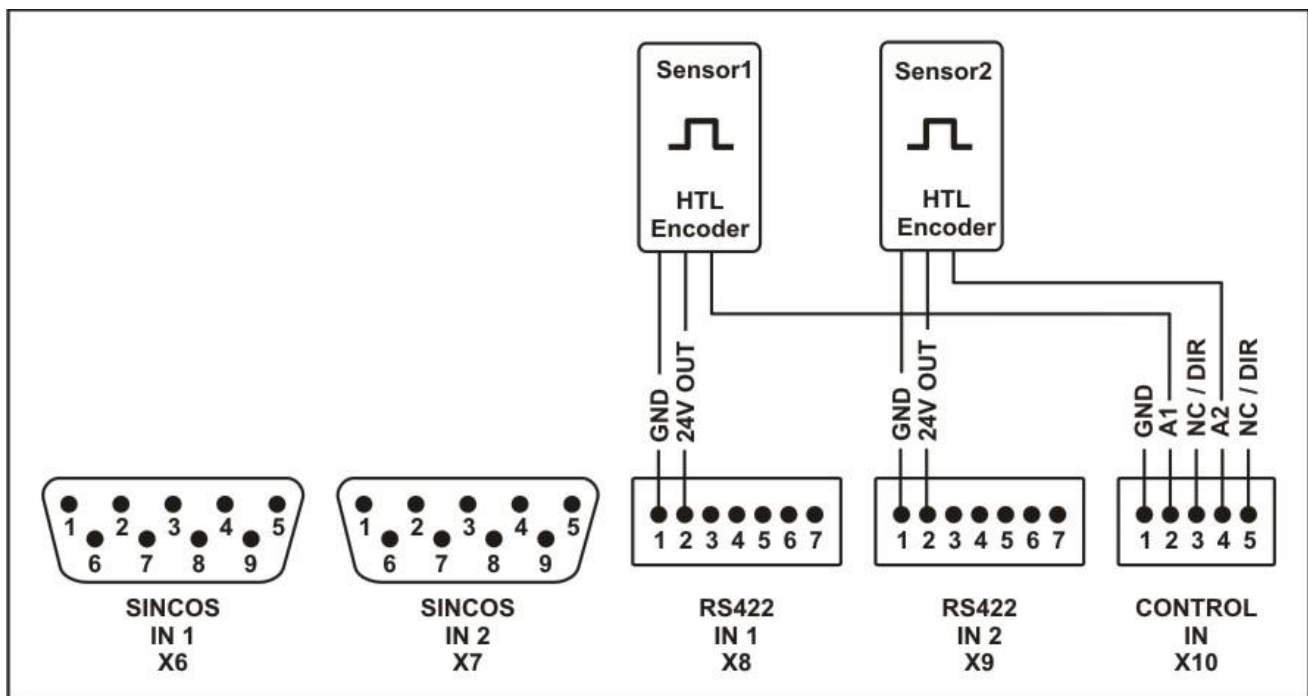 Sensor1
HTL
Encoder
Sensor2
HTL
Encoder
GND
24V OUT
GND
24V OUT
GND
A1
NC / DIR
A2
NC / DIR
1 2 3 4 5
6 7 8 9
SINCOS
IN 1
X6
1 2 3 4 5
6 7 8 9
SINCOS
IN 2
X7
1 2 3 4 5 6 7
RS422
IN 1
X8
1 2 3 4 5 6 7
RS422
IN 2
X9
1 2 3 4 5
CONTROL
IN
X10